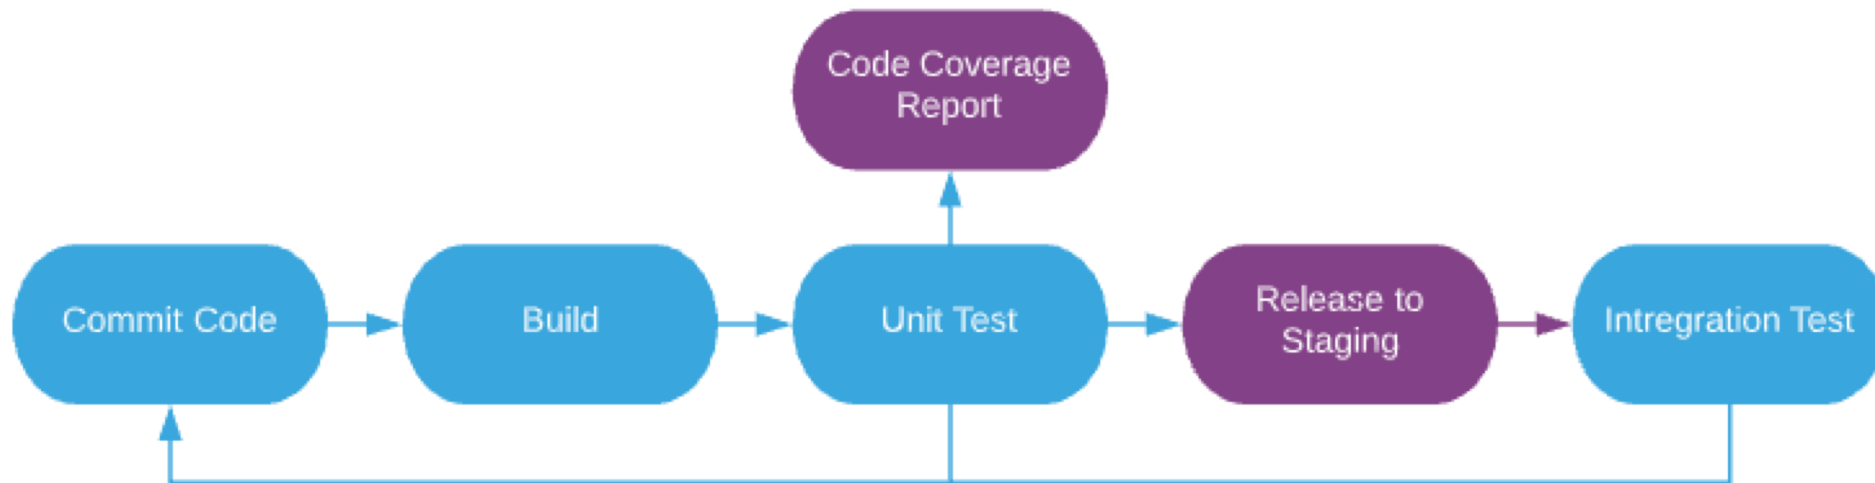 Code Coverage
Report
Commit Code
Build
Unit Test
Release to
Staging
Intregration Test